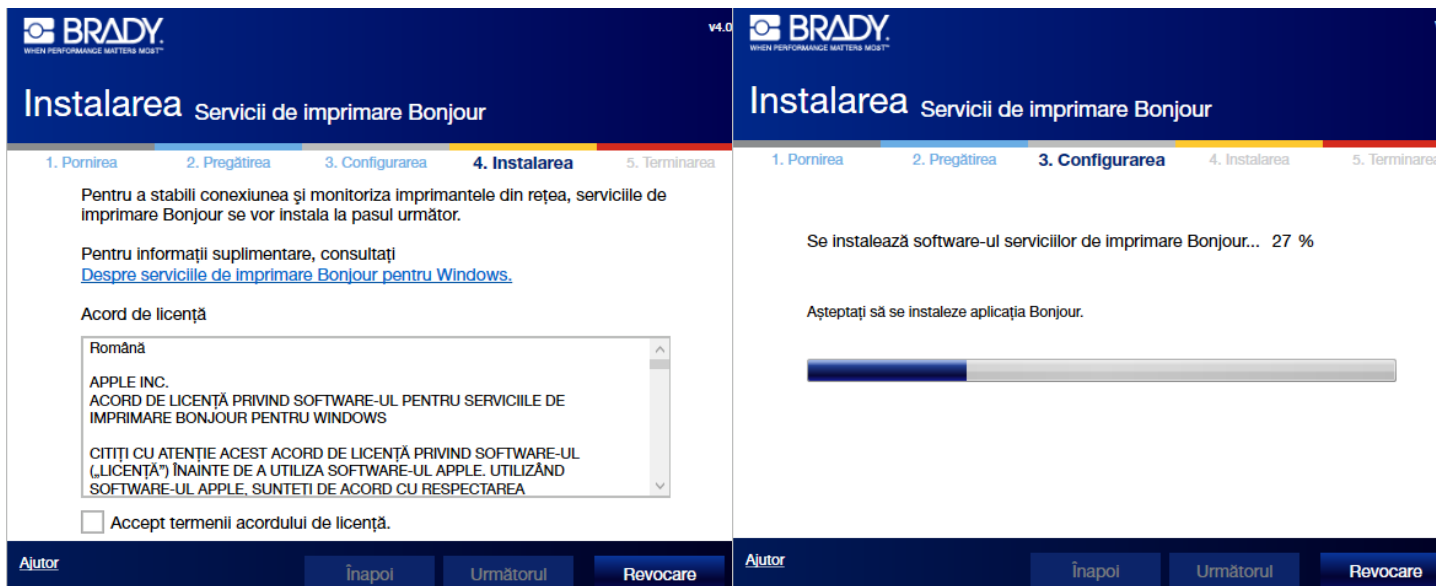 BRADY.
WHEN PERFORMANCE MATTERS MOST™
v4.0
Instalarea Servicii de imprimare Bonjour
1. Pornirea 2. Pregătirea 3. Configurarea 4. Instalarea 5. Terminarea
Pentru a stabili conexiunea şi monitoriza imprimantele din reţea, serviciile de
imprimare Bonjour se vor instala la pasul următor.
Pentru informaţii suplimentare, consultaţi
Despre serviciile de imprimare Bonjour pentru Windows.
Acord de licenţă
Română
APPLE INC.
ACORD DE LICENŢĂ PRIVIND SOFTWARE-UL PENTRU SERVICIILE DE
IMPRIMARE BONJOUR PENTRU WINDOWS
CITIŢI CU ATENŢIE ACEST ACORD DE LICENŢĂ PRIVIND SOFTWARE-UL
(„LICENŢĂ”) ÎNAINTE DE A UTILIZA SOFTWARE-UL APPLE. UTILIZÂND
SOFTWARE-UL APPLE, SUNTEŢI DE ACORD CU RESPECTAREA
Accept termenii acordului de licenţă.
Ajutor
Înapoi Următorul Revocare
BRADY.
WHEN PERFORMANCE MATTERS MOST™
Instalarea Servicii de imprimare Bonjour
1. Pornirea 2. Pregătirea 3. Configurarea 4. Instalarea 5. Terminarea
Se instalează software-ul serviciilor de imprimare Bonjour... 27 %
Aşteptaţi să se instaleze aplicaţia Bonjour.
Ajutor
Înapoi Următorul Revocare